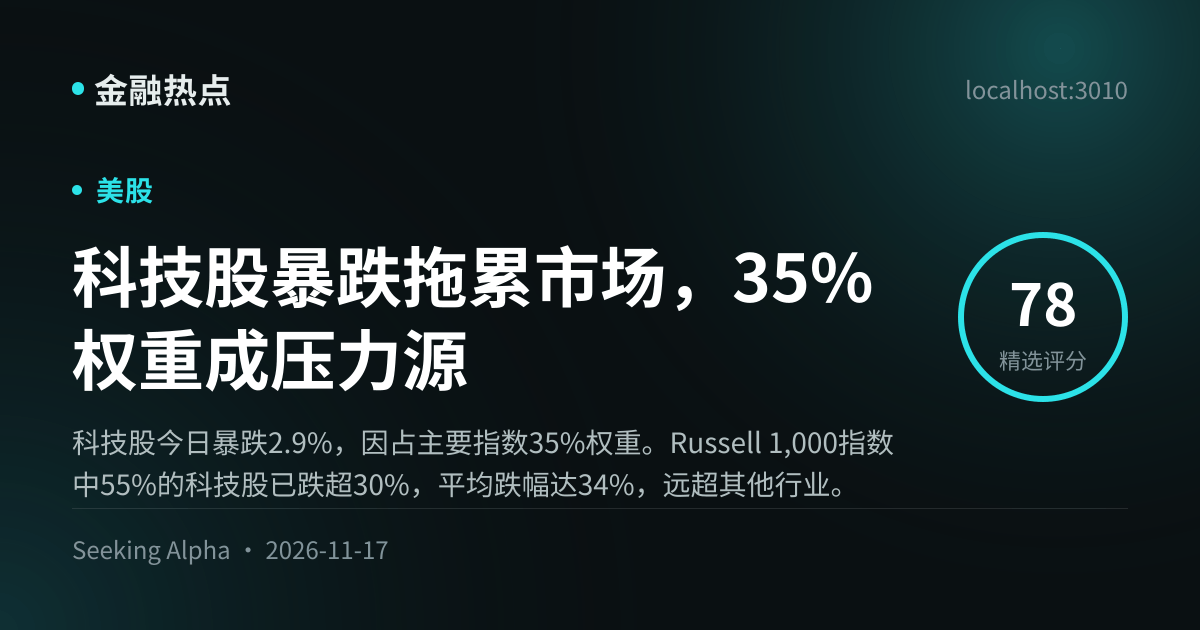 金融热点
localhost:3010
美股
科技股暴跌拖累市场，35%
权重成压力源
78
精选评分
科技股今日暴跌2.9%，因占主要指数35%权重。Russell 1,000指数
中55%的科技股已跌超30%，平均跌幅达34%，远超其他行业。
Seeking Alpha · 2026-11-17